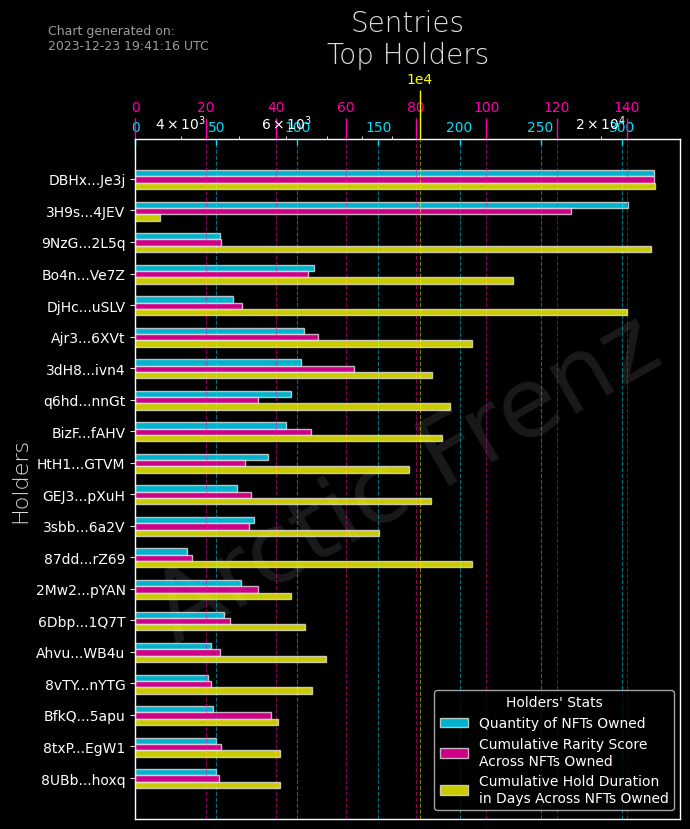 Chart generated on:
2023-12-23 19:41:16 UTC
Sentries
Top Holders
1e4
0 20 40 60 80 100 120 140
4 × 10³ 6 × 10³ 2 × 10⁴
0 50 100 150 200 250 300
DBHx...Je3j
3H9s...4JEV
9NzG...2L5q
Bo4n...Ve7Z
DjHc...uSLV
Ajr3...6XVt
3dH8...ivn4
q6hd...nnGt
BizF...fAHV
HtH1...GTVM
GEJ3...pXuH
3sbb...6a2V
87dd...rZ69
2Mw2...pYAN
6Dbp...1Q7T
Ahvu...WB4u
8vTY...nYTG
BfkQ...5apu
8txP...EgW1
8UBb...hoxq
Holders
Arctic Frenz
Holders' Stats
Quantity of NFTs Owned
Cumulative Rarity Score
Across NFTs Owned
Cumulative Hold Duration
in Days Across NFTs Owned